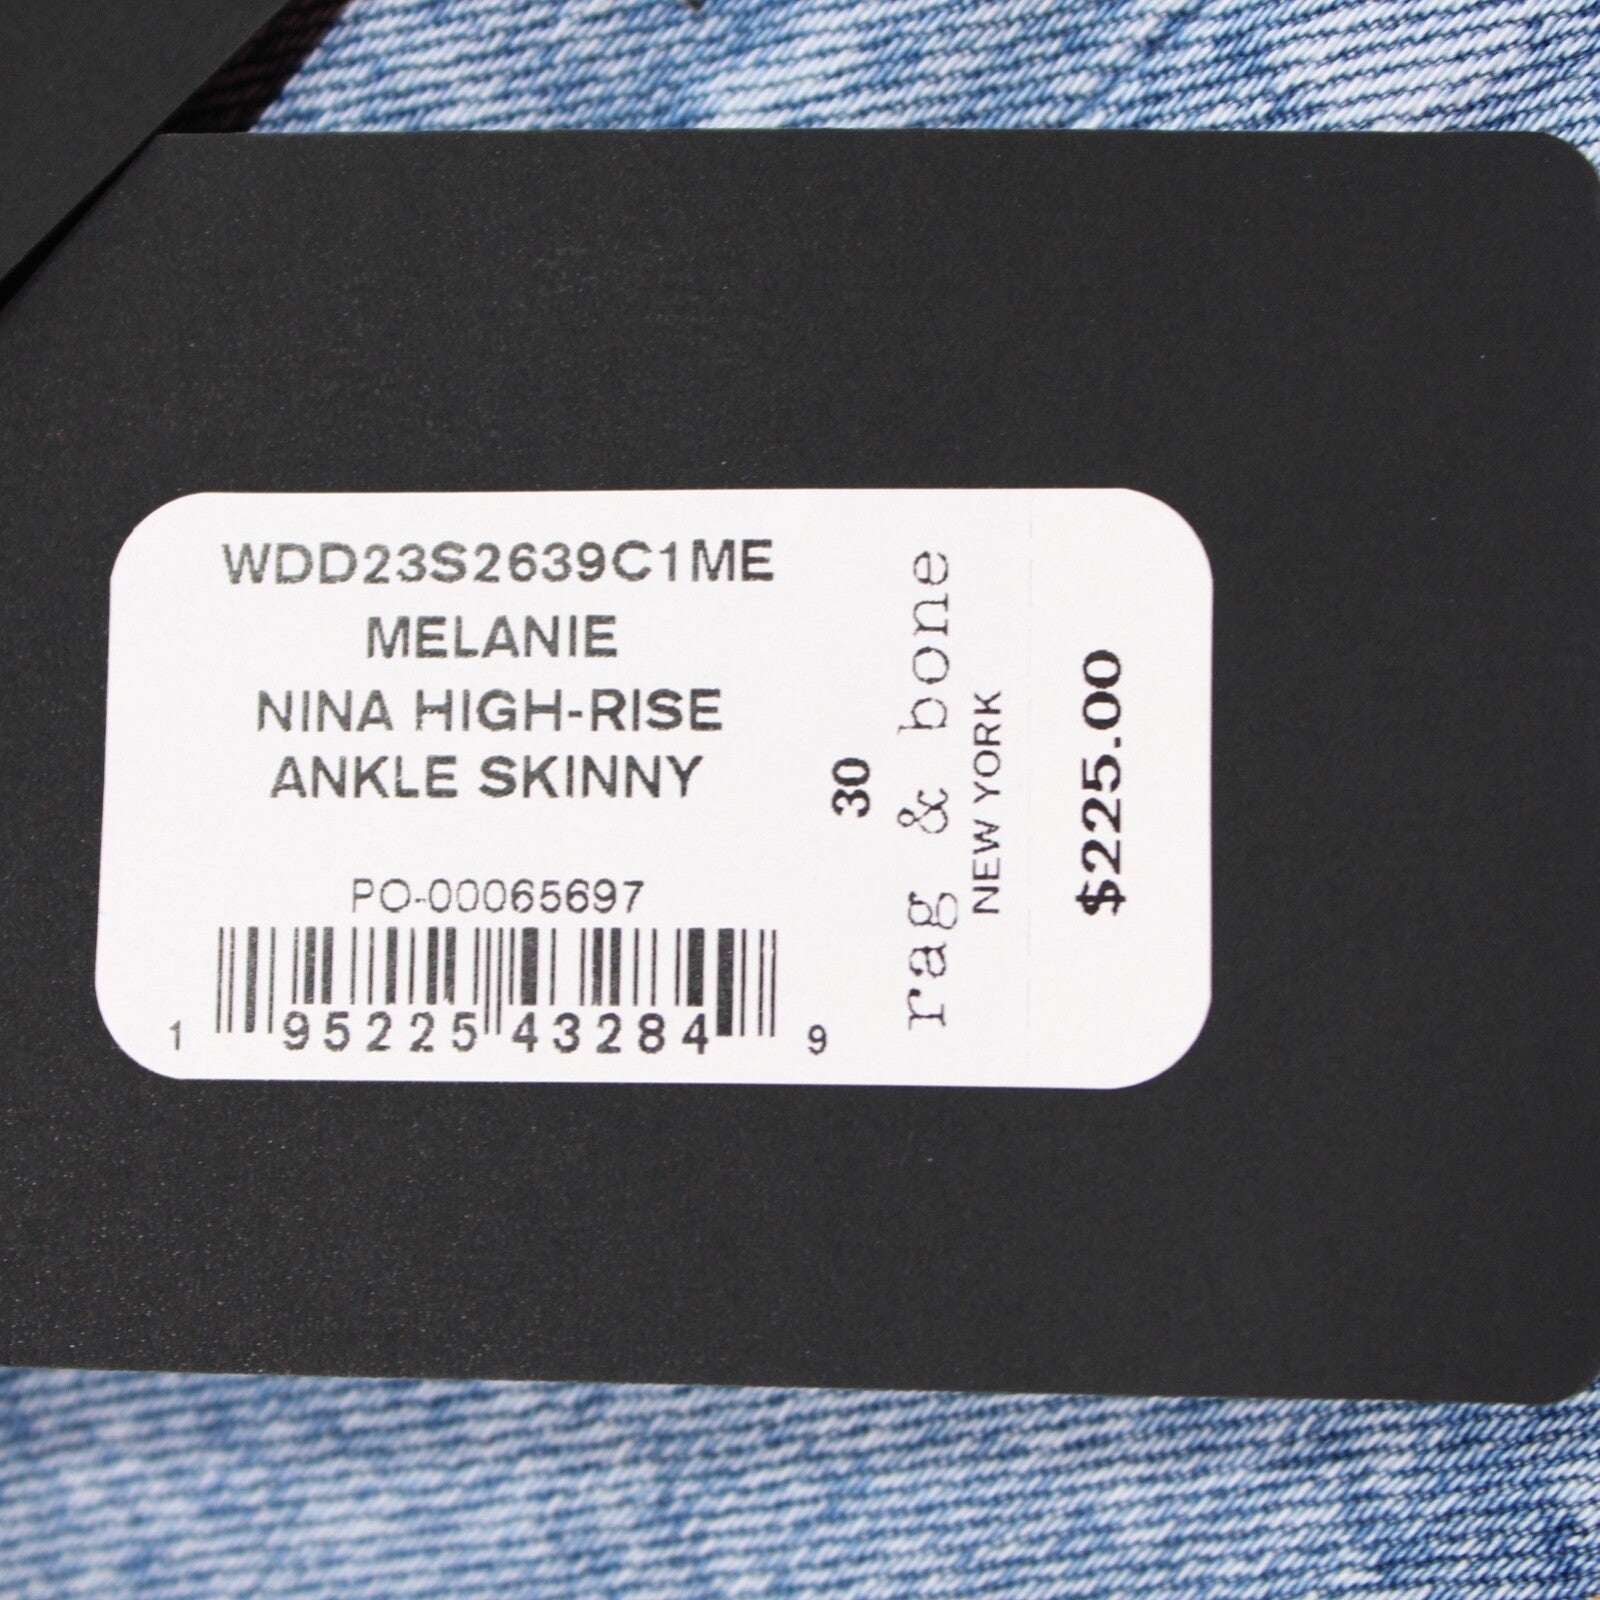 WDD23S2639C1ME
MELANIE
NINA HIGH-RISE
ANKLE SKINNY
PO-00065697
1 95225 43284 9
30
rag & bone
NEW YORK
$225.00